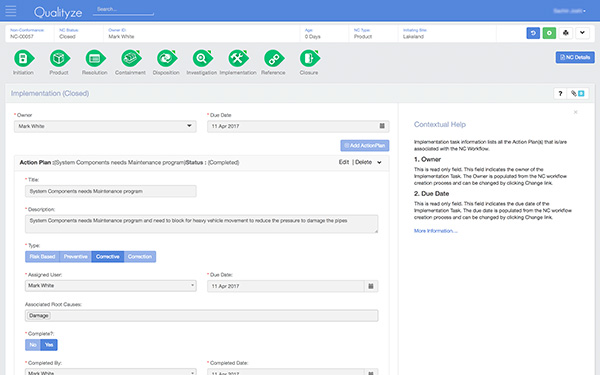 Qualityze
Search...
Non-Conformance: NC Status: Owner ID: Age: NC Type: Initiating Site:
NC-00057 Closed Mark White 0 Days Product Lakeland
Initiation Product Resolution Containment Disposition Investigation Implementation Reference Closure
NC Details
Implementation (Closed)
?
* Owner * Due Date
Mark White 11 Apr 2017
Add ActionPlan
Action Plan :(System Components needs Maintenance program)Status : (Completed) Edit | Delete
* Title:
System Components needs Maintenance program
* Description:
System Components needs Maintenance program and need to block for heavy vehicle movement to reduce the pressure to damage the pipes
* Type:
Risk Based Preventive Corrective Correction
* Assigned User: * Due Date:
Mark White 11 Apr 2017
Associated Root Causes:
Damage
* Complete?:
No Yes
* Completed By: * Completed Date:
Mark White 11 Apr 2017
×
Contextual Help
Implementation task information lists all the Action Plan(s) that is/are
associated with the NC Workflow.
1. Owner
This is read only field. This field indicates the owner of the
Implementation Task. The Owner is populated from the NC workflow
creation process and can be changed by clicking Change link.
2. Due Date
This is read only field. This field indicates the due date of the
Implementation Task. The due date is populated from the NC workflow
creation process and can be changed by clicking link.
More Information....